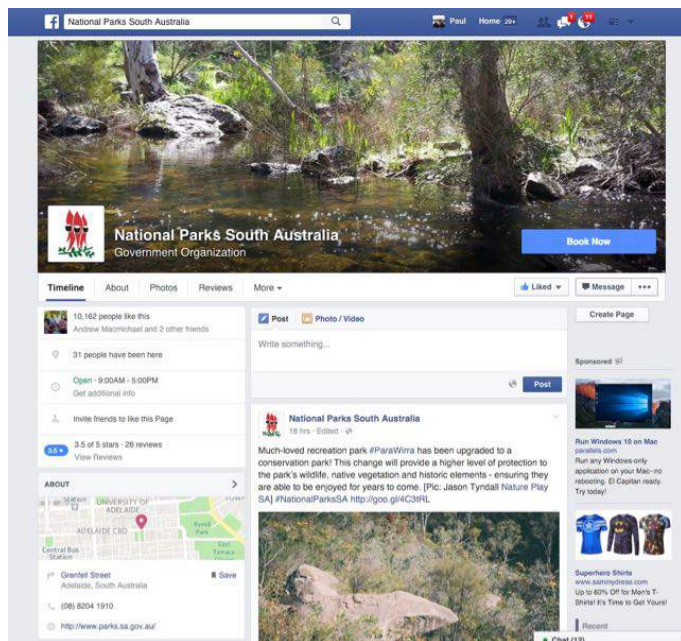 National Parks South Australia
Paul
Home 20+
National Parks South Australia
Government Organization
Book Now
Timeline
About
Photos
Reviews
More
Liked
Message
10,162 people like this
Andrew Macmichael and 2 other friends
31 people have been here
Open · 9:00AM - 5:00PM
Get additional info
Invite friends to like this Page
3.5
3.5 of 5 stars · 26 reviews
View Reviews
ABOUT
UNIVERSITY OF
ADELAIDE
ADELAIDE CBD
Rymill
Park
Central Bus
Station
East
Terrace
Grenfell Street
Save
Adelaide, South Australia
(08) 8204 1910
http://www.parks.sa.gov.au/
Post
Photo / Video
Write something...
Post
National Parks South Australia
18 hrs · Edited ·
Much-loved recreation park #ParaWirra has been upgraded to a
conservation park! This change will provide a higher level of protection to
the park's wildlife, native vegetation and historic elements - ensuring they
are able to be enjoyed for years to come. [Pic: Jason Tyndall Nature Play
SA] #NationalParksSA http://goo.gl/4C3tRL
Create Page
Sponsored
Run Windows 10 on Mac
parallels.com
Run any Windows-only
application on your Mac–no
rebooting. El Capitan ready.
Try today!
Superhero Shirts
www.sammydress.com
Up to 60% Off for Men's T-
Shirts! It's Time to Get Yours!
Recent
Chat (13)